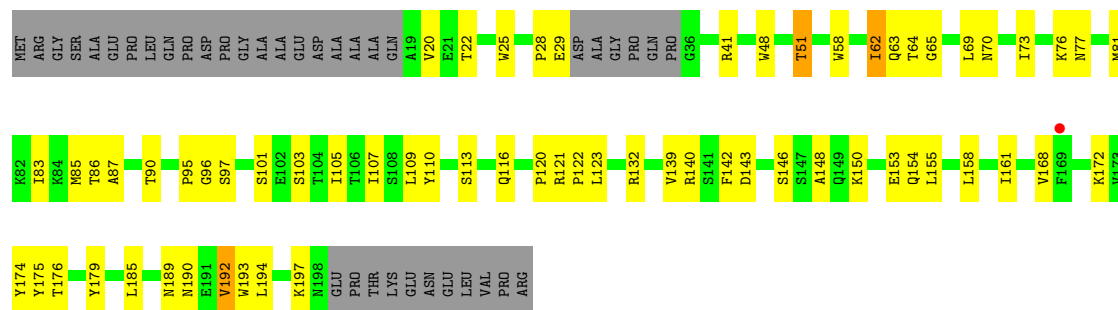 MET ARG GLY SER ALA GLU PRO LEU GLN PRO ASP PRO GLY ALA ALA GLU ASP ALA ALA ALA GLN A19 V20 E21 T22 W25 P28 E29 ASP ALA GLY PRO GLN PRO G36 R41 W48 T51 W58 I62 Q63 T64 G65 L69 N70 I73 K76 N77 M81
K82 I83 K84 M85 T86 A87 T90 P95 G96 S97 S101 E102 S103 T104 I105 T106 I107 S108 L109 Y110 S113 Q116 P120 R121 P122 L123 R132 V139 R140 S141 F142 D143 S146 S147 A148 Q149 K150 E153 Q154 L155 L158 I161 V168 F169 K172 V173
Y174 Y175 T176 Y179 L185 N189 N190 E191 V192 W193 L194 K197 N198 GLU PRO THR LYS GLU ASN GLU LEU VAL PRO ARG